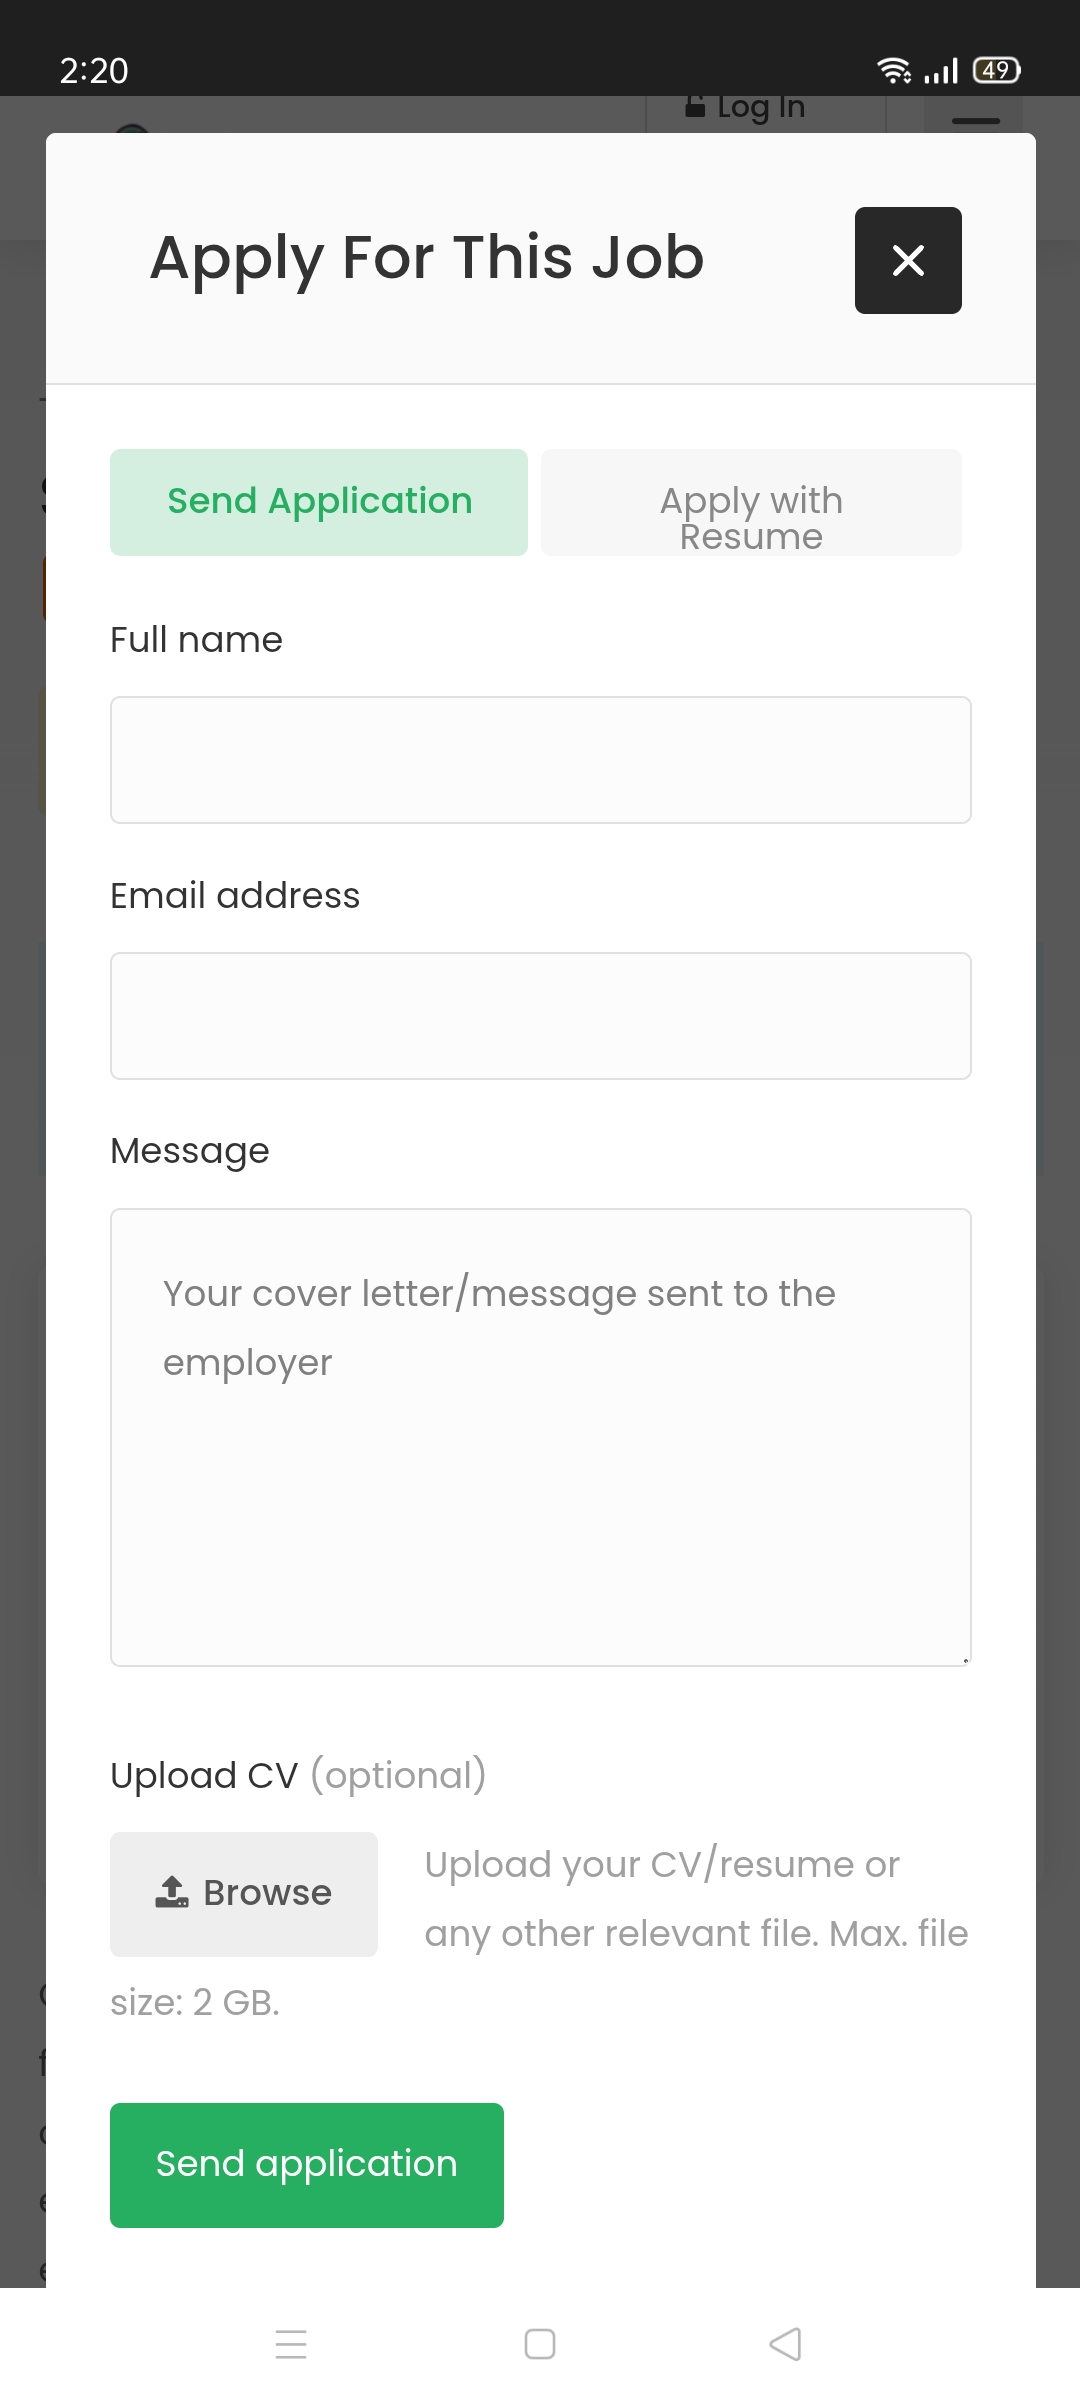 2:20
49
Log In
Apply For This Job
Send Application
Apply with
Resume
Full name
Email address
Message
Your cover letter/message sent to the
employer
Upload CV (optional)
Browse
Upload your CV/resume or
any other relevant file. Max. file
size: 2 GB.
Send application